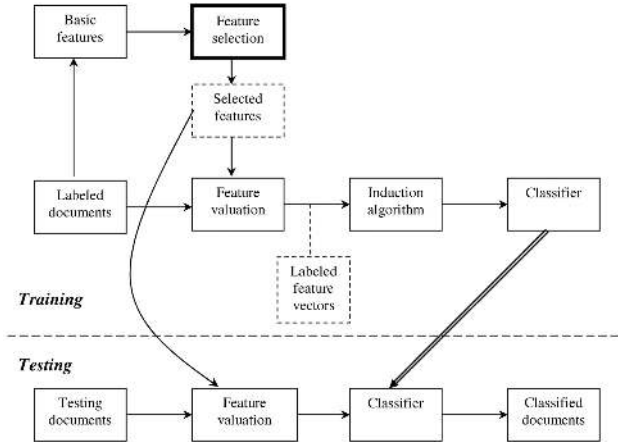 Basic
features
Feature
selection
Selected
features
Labeled
documents
Feature
valuation
Induction
algorithm
Classifier
Labeled
feature
vectors
Training
Testing
Testing
documents
Feature
valuation
Classifier
Classified
documents